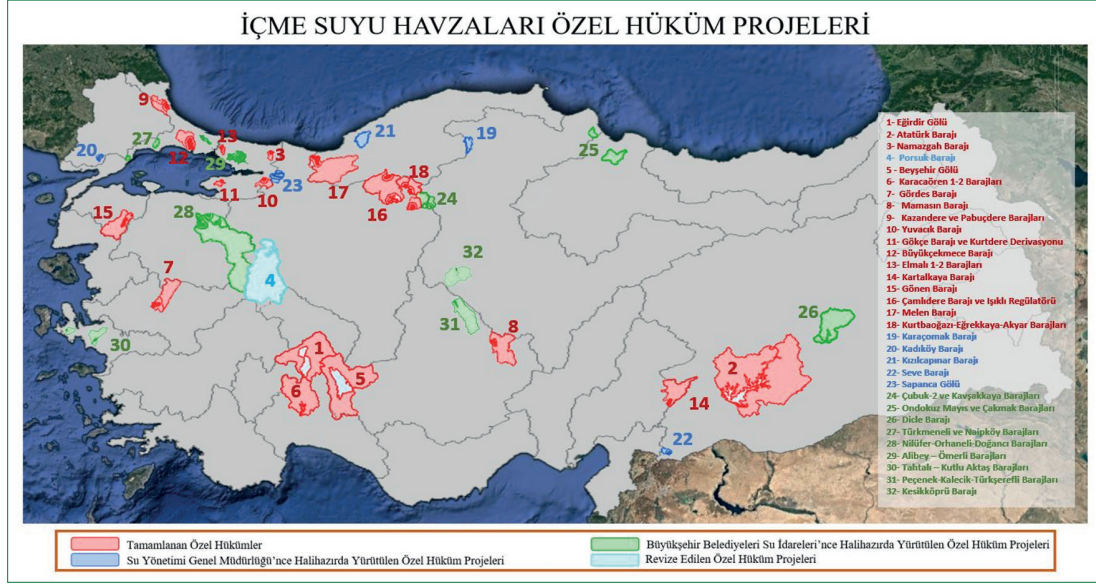 İÇME SUYU HAVZALARI ÖZEL HÜKÜM PROJELERİ
9
21
19
27
13
20
12
29
3
25
18
23
17
11
10
16
24
15
28
32
7
4
31
26
30
8
1
5
2
6
14
22
1- Eğirdir Gölü
2- Atatürk Barajı
3- Namazgah Barajı
4- Porsuk Barajı
5 - Beyşehir Gölü
6- Karacaören 1-2 Barajları
7- Gördes Barajı
8- Mamasın Barajı
9- Kazandere ve Pabuçdere Barajları
10- Yuvacık Barajı
11- Gökçe Barajı ve Kurtdere Derivasyonu
12- Büyükçekmece Barajı
13- Elmalı 1-2 Barajları
14- Kartalkaya Barajı
15- Gönen Barajı
16- Çamlıdere Barajı ve Işıklı Regülatörü
17- Melen Barajı
18- Kurtboğazı-Eğrekkaya-Akyar Barajları
19- Karaçomak Barajı
20- Kadıköy Barajı
21- Kızılcapınar Barajı
22- Seve Barajı
23- Sapanca Gölü
24- Çubuk-2 ve Kavşakkaya Barajları
25- Ondokuz Mayıs ve Çakmak Barajları
26- Dicle Barajı
27- Türkmeneli ve Naipköy Barajları
28- Nilüfer-Orhaneli-Doğancı Barajları
29- Alibey – Ömerli Barajları
30- Tahtalı – Kutlu Aktaş Barajları
31- Peçenek-Kalecik-Türkşerefli Barajları
32- Kesikköprü Barajı
Tamamlanan Özel Hükümler
Büyükşehir Belediyeleri Su İdareleri'nce Halihazırda Yürütülen Özel Hüküm Projeleri
Su Yönetimi Genel Müdürlüğü'nce Halihazırda Yürütülen Özel Hüküm Projeleri
Revize Edilen Özel Hüküm Projeleri